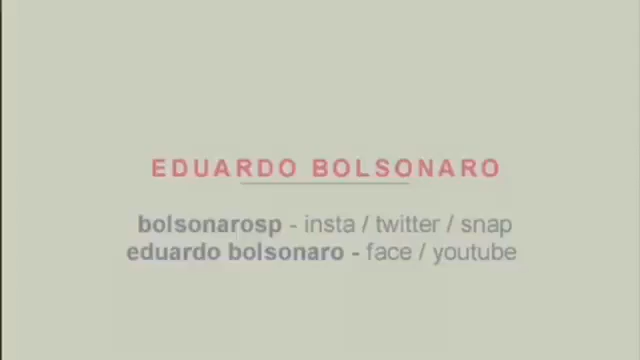 EDUARDO BOLSONARO
bolsonarosp - insta / twitter / snap
eduardo bolsonaro - face / youtube